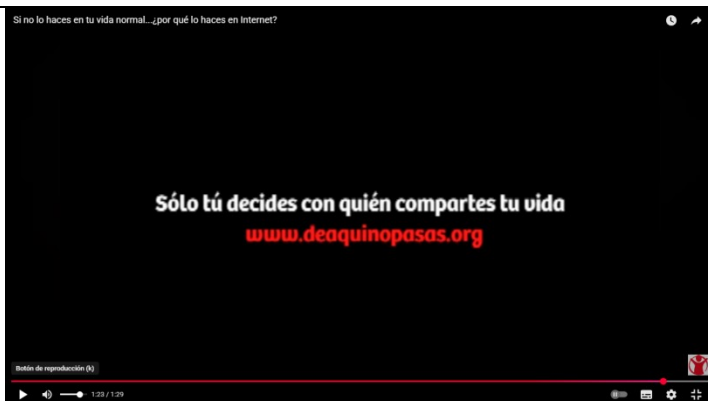 Si no lo haces en tu vida normal...¿por qué lo haces en Internet?
Sólo tú decides con quién compartes tu vida
www.deaquinopasas.org
Botón de reproducción (k)
1:23 / 1:29